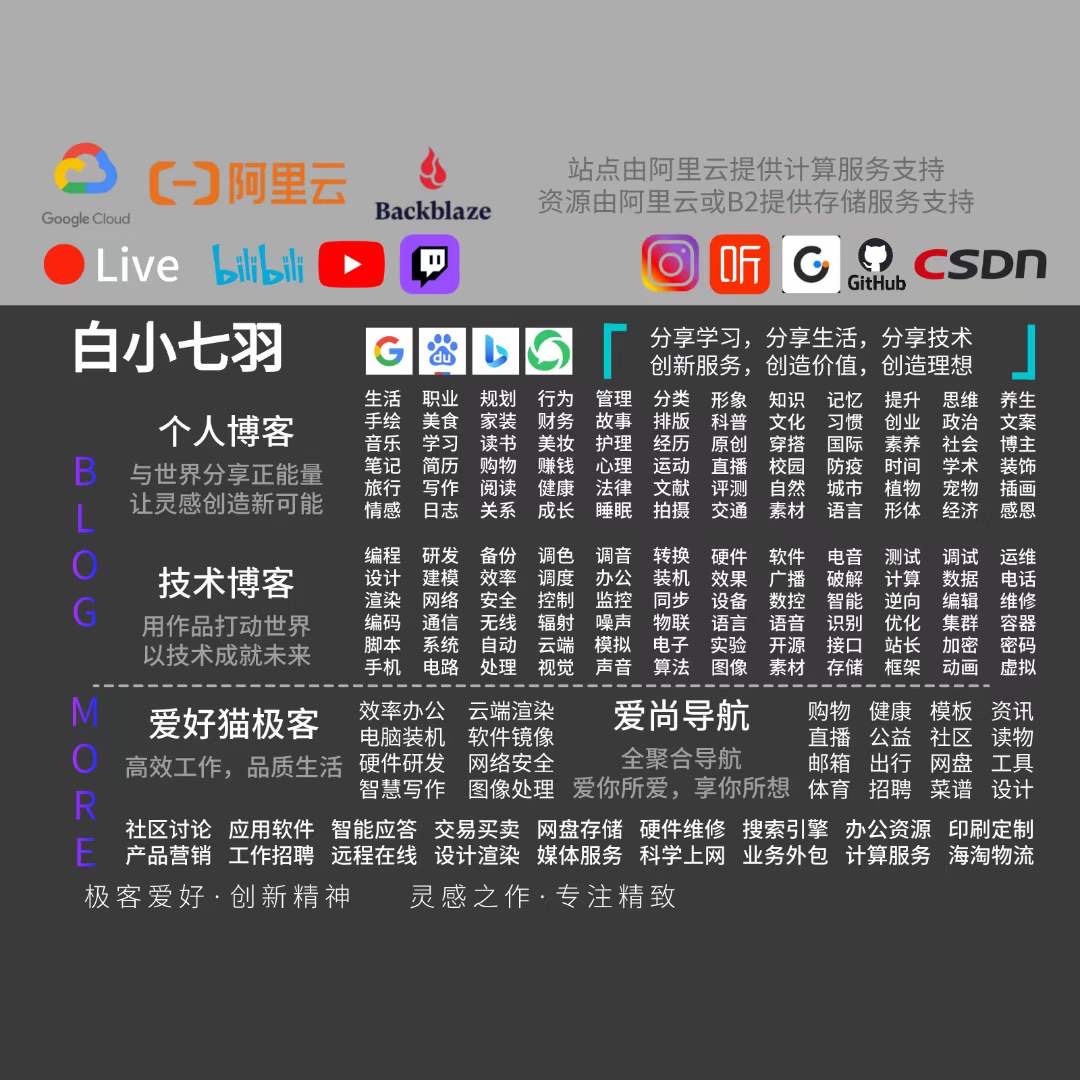 Google Cloud
阿里云
Backblaze
站点由阿里云提供计算服务支持
资源由阿里云或B2提供存储服务支持
Live
bilibili
听
GitHub
CSDN
白小七羽
G
du
b
「分享学习，分享生活，分享技术
创新服务，创造价值，创造理想」
BLOG
个人博客
与世界分享正能量
让灵感创造新可能
生活 职业 规划 行为 管理 分类 形象 知识 记忆 提升 思维 养生
手绘 美食 家装 财务 故事 排版 科普 文化 习惯 创业 政治 文案
音乐 学习 读书 美妆 护理 经历 原创 穿搭 国际 素养 社会 博主
笔记 简历 购物 赚钱 心理 运动 直播 校园 防疫 时间 学术 装饰
旅行 写作 阅读 健康 法律 文献 评测 自然 城市 植物 宠物 插画
情感 日志 关系 成长 睡眠 拍摄 交通 素材 语言 形体 经济 感恩
技术博客
用作品打动世界
以技术成就未来
编程 研发 备份 调色 调音 转换 硬件 软件 电音 测试 调试 运维
设计 建模 效率 调度 办公 装机 效果 广播 破解 计算 数据 电话
渲染 网络 安全 控制 监控 同步 设备 数控 智能 逆向 编辑 维修
编码 通信 无线 辐射 噪声 物联 语言 语音 识别 优化 集群 容器
脚本 系统 自动 云端 模拟 电子 实验 开源 接口 站长 加密 密码
手机 电路 处理 视觉 声音 算法 图像 素材 存储 框架 动画 虚拟
MORE
爱好猫极客
高效工作，品质生活
效率办公 云端渲染
电脑装机 软件镜像
硬件研发 网络安全
智慧写作 图像处理
爱尚导航
全聚合导航
爱你所爱，享你所想
购物 健康 模板 资讯
直播 公益 社区 读物
邮箱 出行 网盘 工具
体育 招聘 菜谱 设计
社区讨论 应用软件 智能应答 交易买卖 网盘存储 硬件维修 搜索引擎 办公资源 印刷定制
产品营销 工作招聘 远程在线 设计渲染 媒体服务 科学上网 业务外包 计算服务 海淘物流
极客爱好·创新精神 灵感之作·专注精致